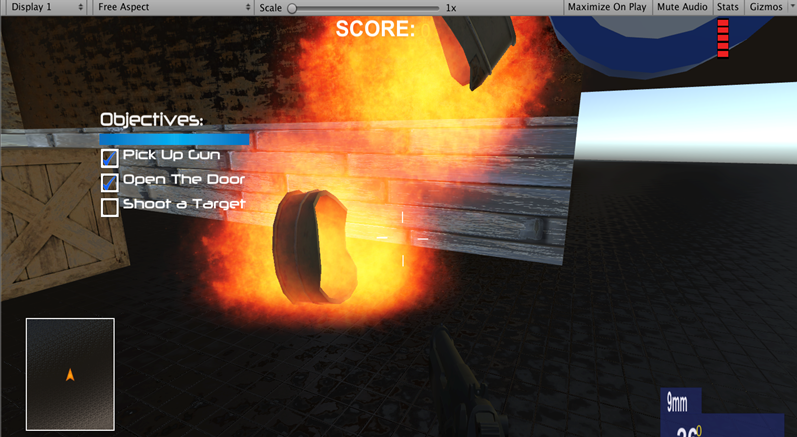 Display 1 Free Aspect Scale 1x Maximize On Play Mute Audio Stats Gizmos
SCORE:
Objectives:
Pick Up Gun
Open The Door
Shoot a Target
9mm